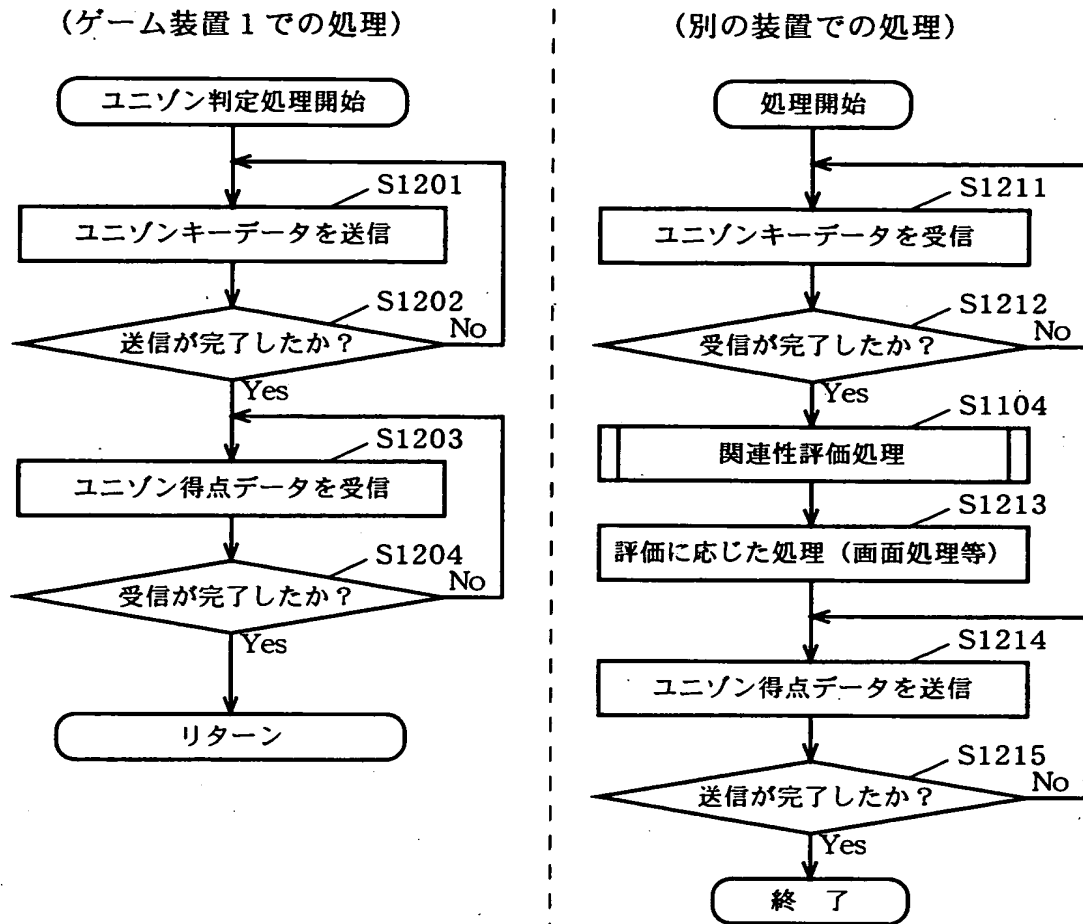 (ゲーム装置1での処理)
ユニゾン判定処理開始
S1201
ユニゾンキーデータを送信
S1202
送信が完了したか?
No
Yes
S1203
ユニゾン得点データを受信
S1204
受信が完了したか?
No
Yes
リターン
(別の装置での処理)
処理開始
S1211
ユニゾンキーデータを受信
S1212
受信が完了したか?
No
Yes
S1104
関連性評価処理
S1213
評価に応じた処理(画面処理等)
S1214
ユニゾン得点データを送信
S1215
送信が完了したか?
No
Yes
終 了